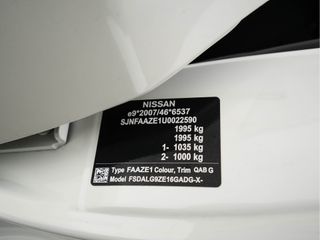 NISSAN
e9*2007/46*6537
SJNFAAZE1U0022590
1995 kg
1995 kg
1- 1035 kg
2- 1000 kg
Type FAAZE1 Colour, Trim QAB G
Model FSDALG9ZE16GADG-X-